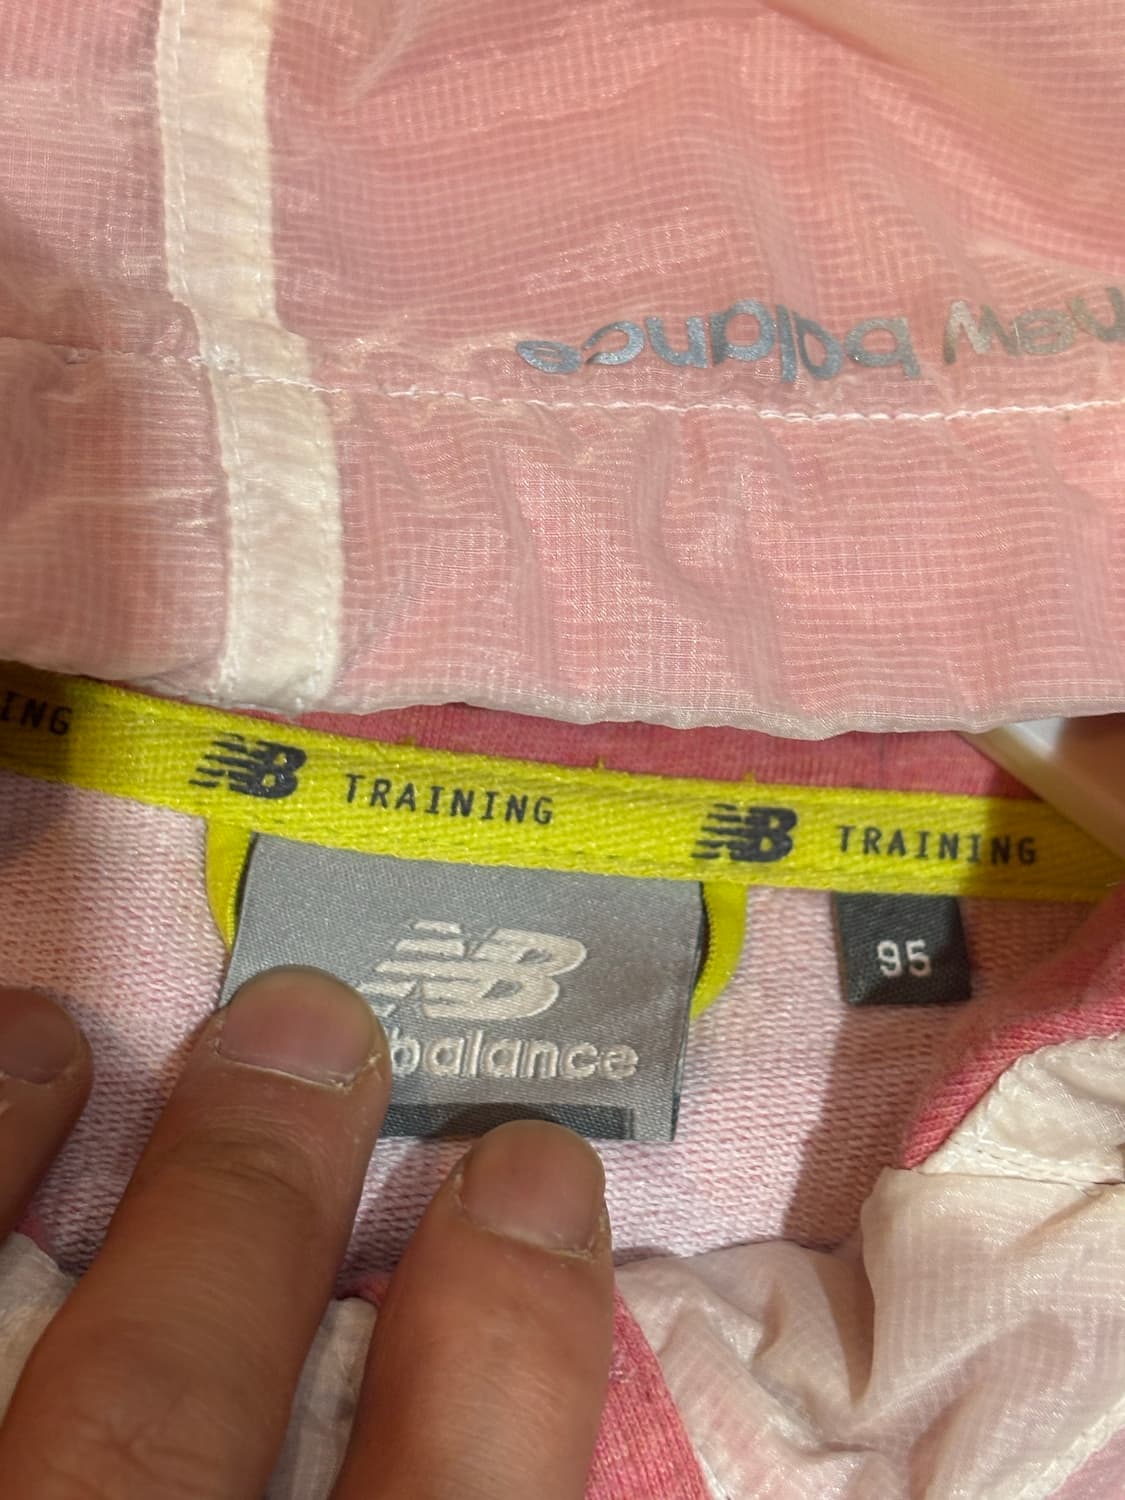 new balance
ING
NB TRAINING NB TRAINING
NB
balance
95